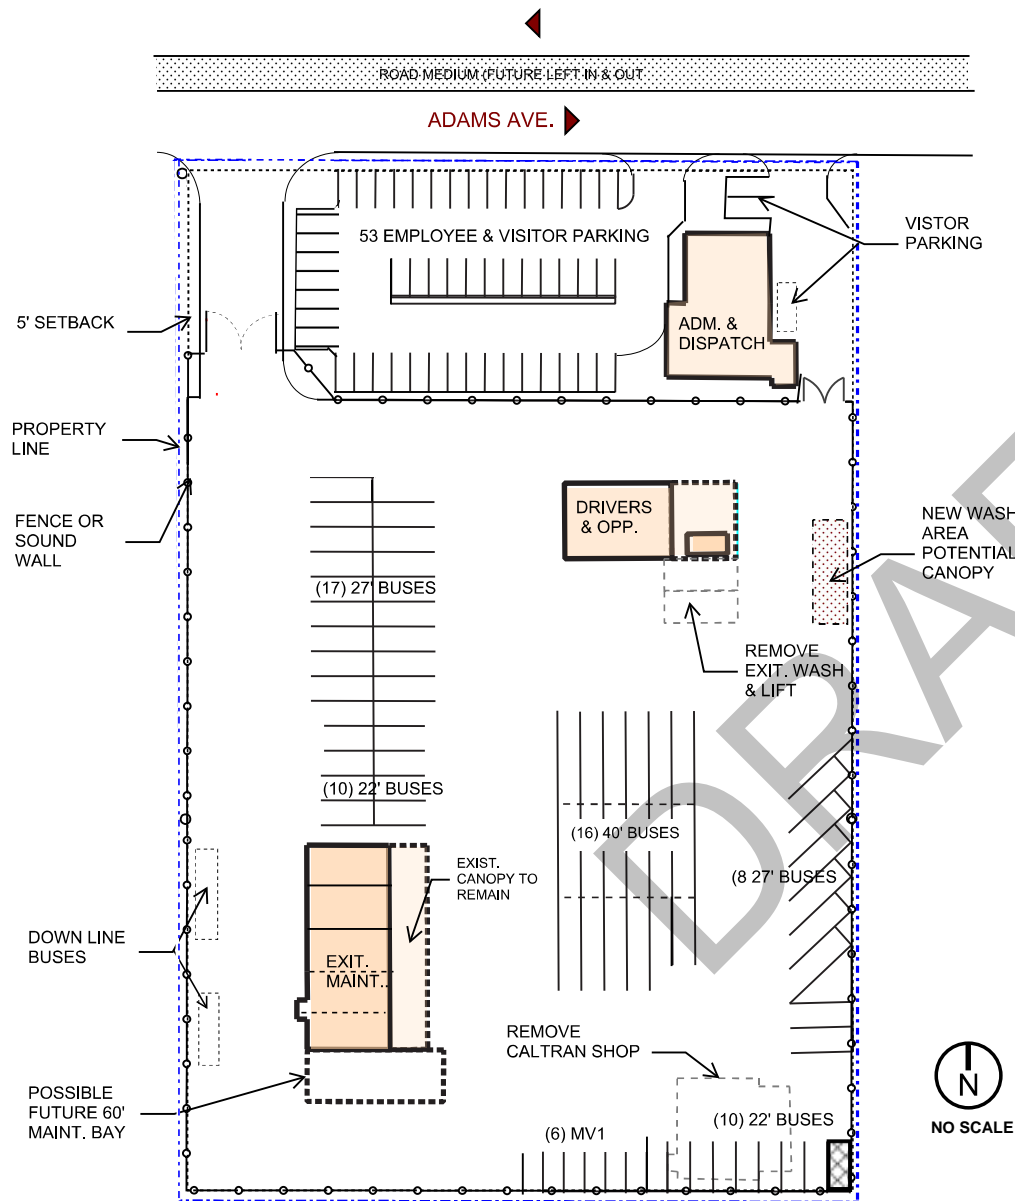 ROAD MEDIUM (FUTURE LEFT IN & OUT
ADAMS AVE.
53 EMPLOYEE & VISITOR PARKING
VISTOR
PARKING
5' SETBACK
ADM. &
DISPATCH
PROPERTY
LINE
FENCE OR
SOUND
WALL
DRIVERS
& OPP.
NEW WASH
AREA
POTENTIAL
CANOPY
(17) 27' BUSES
REMOVE
EXIT. WASH
& LIFT
(10) 22' BUSES
(16) 40' BUSES
EXIST.
CANOPY TO
REMAIN
(8 27' BUSES
DOWN LINE
BUSES
EXIT.
MAINT..
REMOVE
CALTRAN SHOP
POSSIBLE
FUTURE 60'
MAINT. BAY
(6) MV1
(10) 22' BUSES
N
NO SCALE